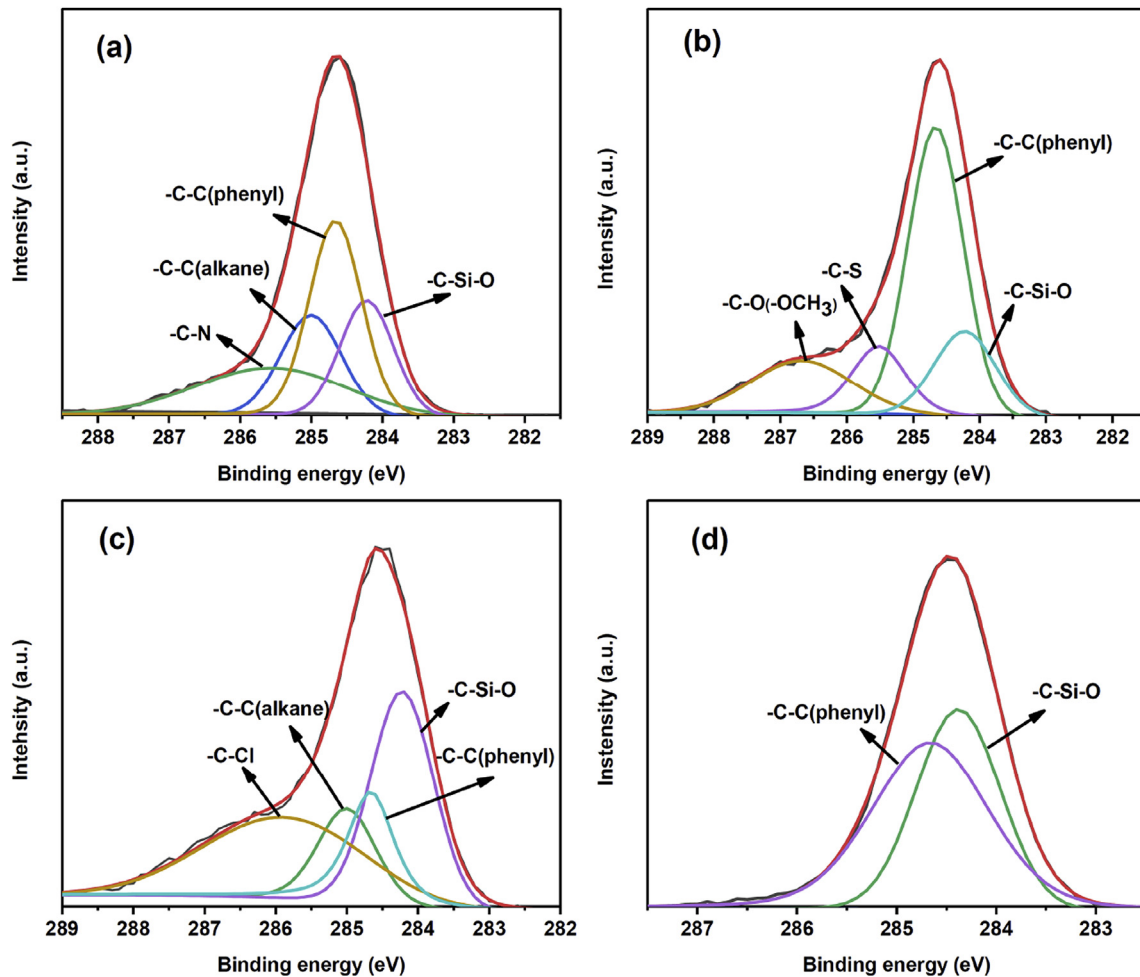 (a)
-C-C(phenyl)
-C-C(alkane)
-C-Si-O
-C-N
Intensity (a.u.)
288 287 286 285 284 283 282
Binding energy (eV)
(b)
-C-C(phenyl)
-C-S
-C-O(-OCH3)
-C-Si-O
Intensity (a.u.)
289 288 287 286 285 284 283 282
Binding energy (eV)
(c)
-C-Si-O
-C-C(alkane)
-C-Cl
-C-C(phenyl)
Intehsity (a.u.)
289 288 287 286 285 284 283 282
Binding energy (eV)
(d)
-C-Si-O
-C-C(phenyl)
Instensity (a.u.)
287 286 285 284 283
Binding energy (eV)